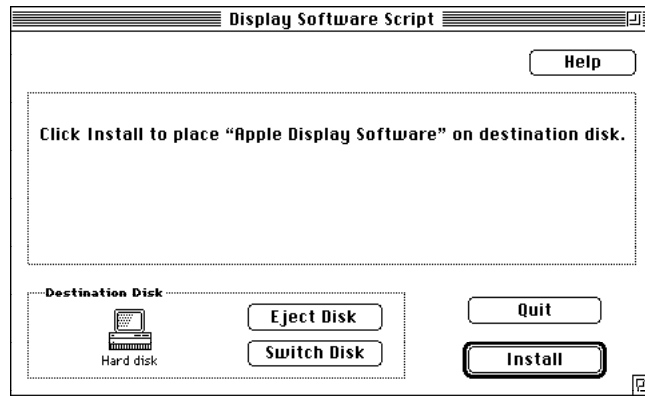 Display Software Script
Help
Click Install to place “Apple Display Software” on destination disk.
Destination Disk
Eject Disk
Quit
Hard disk
Switch Disk
Install